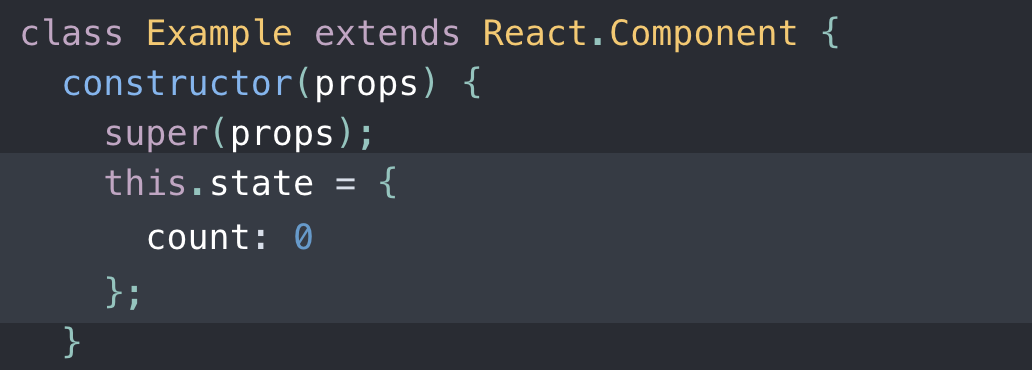 class Example extends React.Component {
  constructor(props) {
    super(props);
    this.state = {
      count: 0
    };
  }